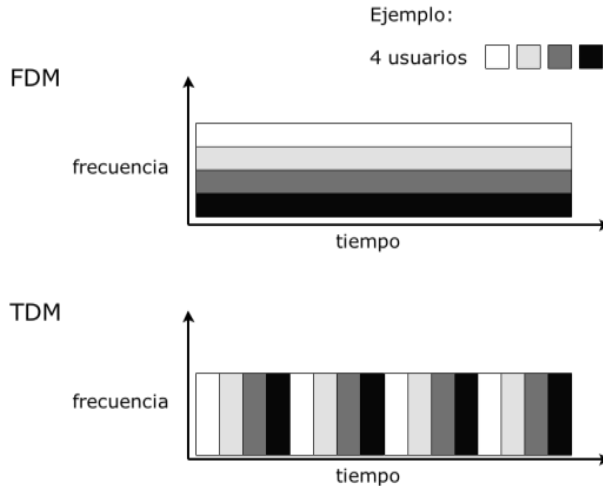 Ejemplo:
4 usuarios
FDM
frecuencia
tiempo
TDM
frecuencia
tiempo